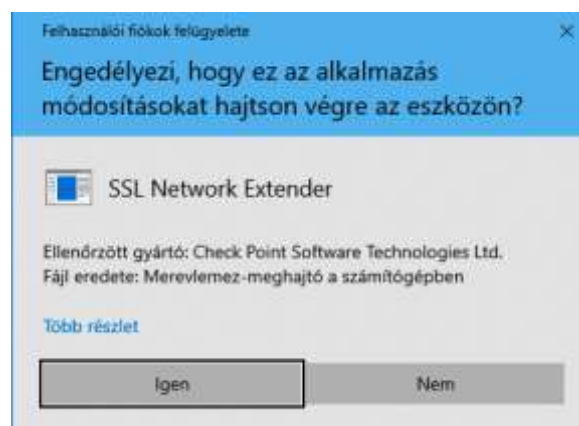 Felhasználói fiókok felügyelete
Engedélyezi, hogy ez az alkalmazás
módosításokat hajtson végre az eszközön?
SSL Network Extender
Ellenőrzött gyártó: Check Point Software Technologies Ltd.
Fájl eredete: Merevlemez-meghajtó a számítógépben
Több részlet
Igen Nem